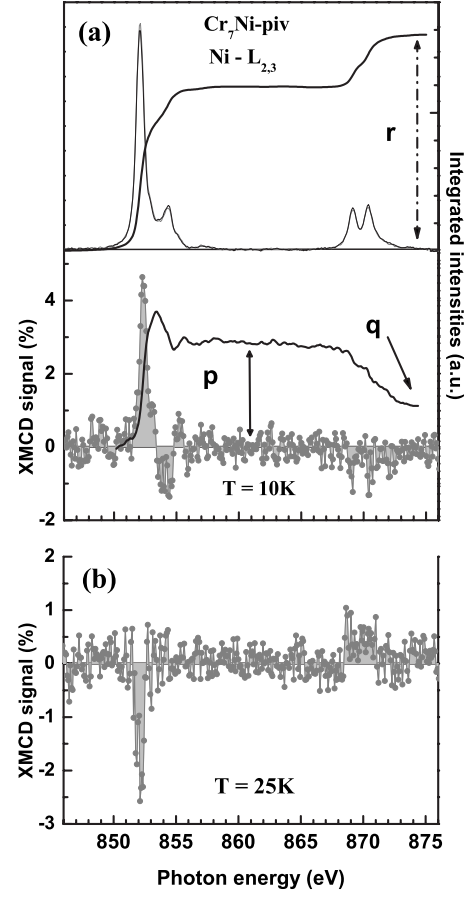 (a)
Cr7Ni-piv
Ni - L2,3
r
Integrated intensities (a.u.)
4
2
0
-2
XMCD signal (%)
p
q
T = 10K
(b)
2
1
0
-1
-2
-3
XMCD signal (%)
T = 25K
850 855 860 865 870 875
Photon energy (eV)